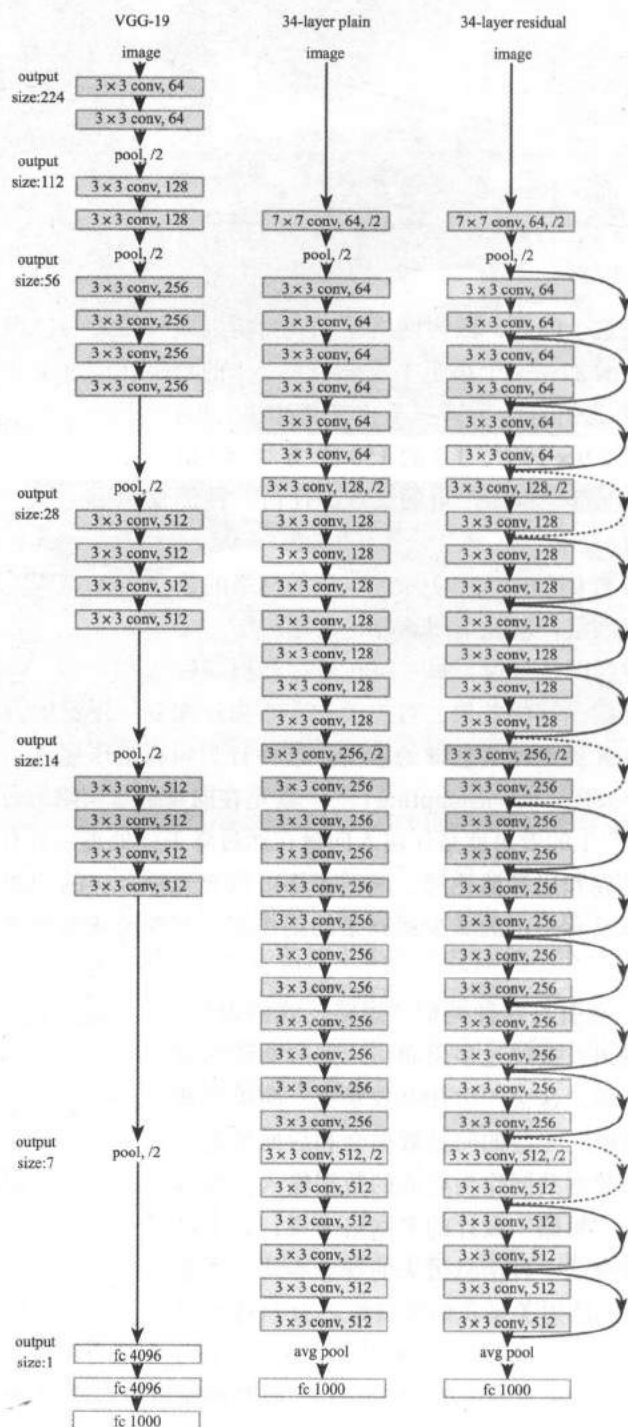 VGG-19
image
output
size:224
3 × 3 conv, 64
3 × 3 conv, 64
pool, /2
output
size:112
3 × 3 conv, 128
3 × 3 conv, 128
pool, /2
output
size:56
3 × 3 conv, 256
3 × 3 conv, 256
3 × 3 conv, 256
3 × 3 conv, 256
pool, /2
output
size:28
3 × 3 conv, 512
3 × 3 conv, 512
3 × 3 conv, 512
3 × 3 conv, 512
pool, /2
output
size:14
3 × 3 conv, 512
3 × 3 conv, 512
3 × 3 conv, 512
3 × 3 conv, 512
output
size:7
pool, /2
output
size:1
fc 4096
fc 4096
fc 1000
34-layer plain
image
7 × 7 conv, 64, /2
pool, /2
3 × 3 conv, 64
3 × 3 conv, 64
3 × 3 conv, 64
3 × 3 conv, 64
3 × 3 conv, 64
3 × 3 conv, 64
3 × 3 conv, 128, /2
3 × 3 conv, 128
3 × 3 conv, 128
3 × 3 conv, 128
3 × 3 conv, 128
3 × 3 conv, 128
3 × 3 conv, 128
3 × 3 conv, 128
3 × 3 conv, 256, /2
3 × 3 conv, 256
3 × 3 conv, 256
3 × 3 conv, 256
3 × 3 conv, 256
3 × 3 conv, 256
3 × 3 conv, 256
3 × 3 conv, 256
3 × 3 conv, 256
3 × 3 conv, 256
3 × 3 conv, 256
3 × 3 conv, 256
3 × 3 conv, 512, /2
3 × 3 conv, 512
3 × 3 conv, 512
3 × 3 conv, 512
3 × 3 conv, 512
3 × 3 conv, 512
avg pool
fc 1000
34-layer residual
image
7 × 7 conv, 64, /2
pool, /2
3 × 3 conv, 64
3 × 3 conv, 64
3 × 3 conv, 64
3 × 3 conv, 64
3 × 3 conv, 64
3 × 3 conv, 64
3 × 3 conv, 128, /2
3 × 3 conv, 128
3 × 3 conv, 128
3 × 3 conv, 128
3 × 3 conv, 128
3 × 3 conv, 128
3 × 3 conv, 128
3 × 3 conv, 128
3 × 3 conv, 256, /2
3 × 3 conv, 256
3 × 3 conv, 256
3 × 3 conv, 256
3 × 3 conv, 256
3 × 3 conv, 256
3 × 3 conv, 256
3 × 3 conv, 256
3 × 3 conv, 256
3 × 3 conv, 256
3 × 3 conv, 256
3 × 3 conv, 256
3 × 3 conv, 512, /2
3 × 3 conv, 512
3 × 3 conv, 512
3 × 3 conv, 512
3 × 3 conv, 512
3 × 3 conv, 512
avg pool
fc 1000